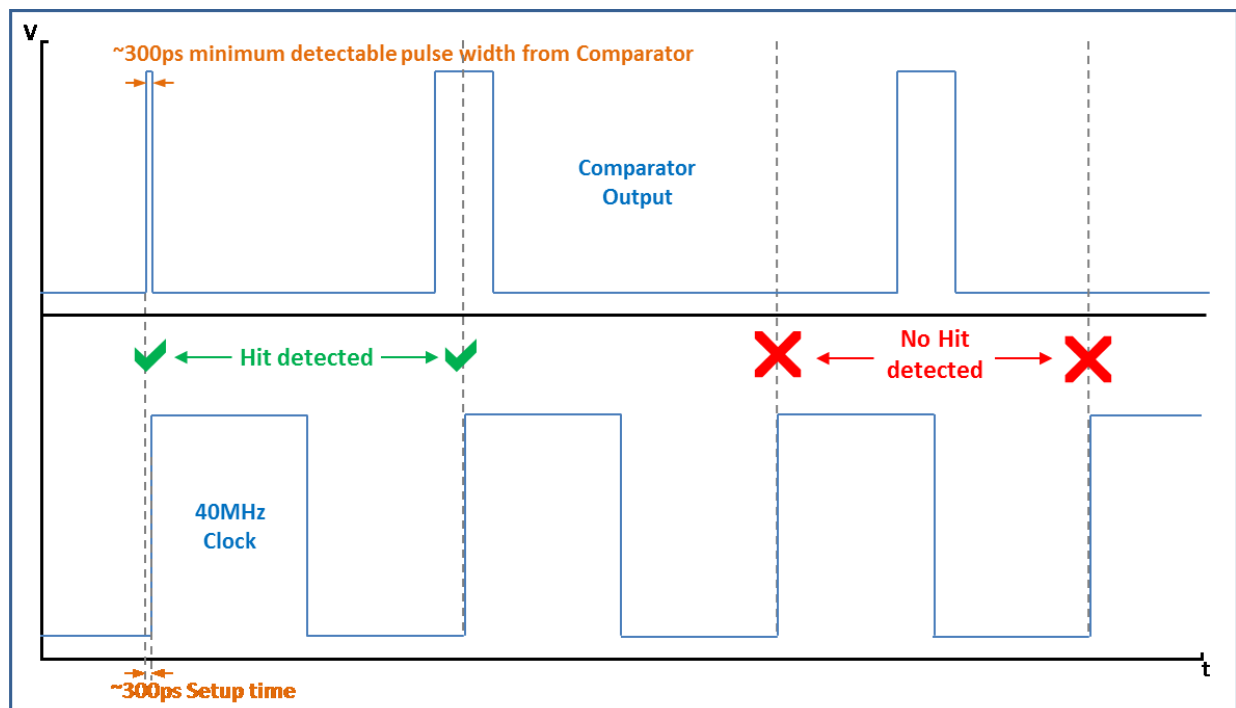 V
~300ps minimum detectable pulse width from Comparator
Comparator
Output
Hit detected
No Hit
detected
40MHz
Clock
t
~300ps Setup time